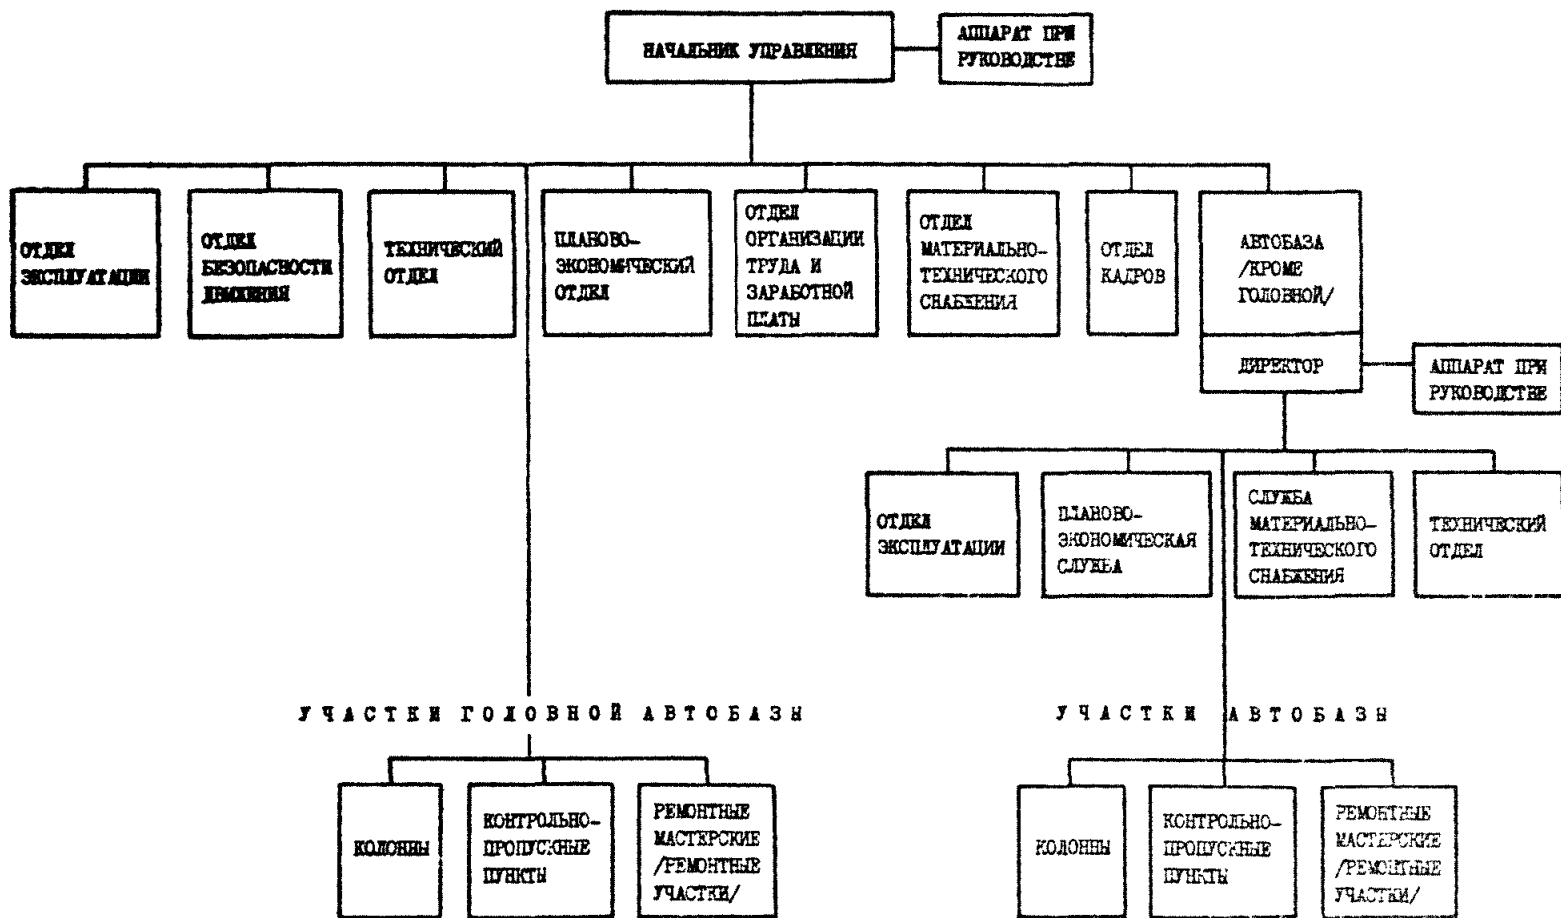 НАЧАЛЬНИК УПРАВЛЕНИЯ
АППАРАТ ПРИ
РУКОВОДСТВЕ
ОТДЕЛ
ЭКСПЛУАТАЦИИ
ОТДЕЛ
БЕЗОПАСНОСТИ
ДВИЖЕНИЯ
ТЕХНИЧЕСКИЙ
ОТДЕЛ
ПЛАНОВО-
ЭКОНОМИЧЕСКИЙ
ОТДЕЛ
ОТДЕЛ
ОРГАНИЗАЦИИ
ТРУДА И
ЗАРАБОТНОЙ
ПЛАТЫ
ОТДЕЛ
МАТЕРИАЛЬНО-
ТЕХНИЧЕСКОГО
СНАБЖЕНИЯ
ОТДЕЛ
КАДРОВ
АВТОБАЗА
/КРОМЕ
ГОЛОВНОЙ/
ДИРЕКТОР
АППАРАТ ПРИ
РУКОВОДСТВЕ
ОТДЕЛ
ЭКСПЛУАТАЦИИ
ПЛАНОВО-
ЭКОНОМИЧЕСКАЯ
СЛУЖБА
СЛУЖБА
МАТЕРИАЛЬНО-
ТЕХНИЧЕСКОГО
СНАБЖЕНИЯ
ТЕХНИЧЕСКИЙ
ОТДЕЛ
УЧАСТКИ ГОЛОВНОЙ АВТОБАЗЫ
КОЛОННЫ
КОНТРОЛЬНО-
ПРОПУСКНЫЕ
ПУНКТЫ
РЕМОНТНЫЕ
МАСТЕРСКИЕ
/РЕМОНТНЫЕ
УЧАСТКИ/
УЧАСТКИ АВТОБАЗЫ
КОЛОННЫ
КОНТРОЛЬНО-
ПРОПУСКНЫЕ
ПУНКТЫ
РЕМОНТНЫЕ
МАСТЕРСКИЕ
/РЕМОНТНЫЕ
УЧАСТКИ/